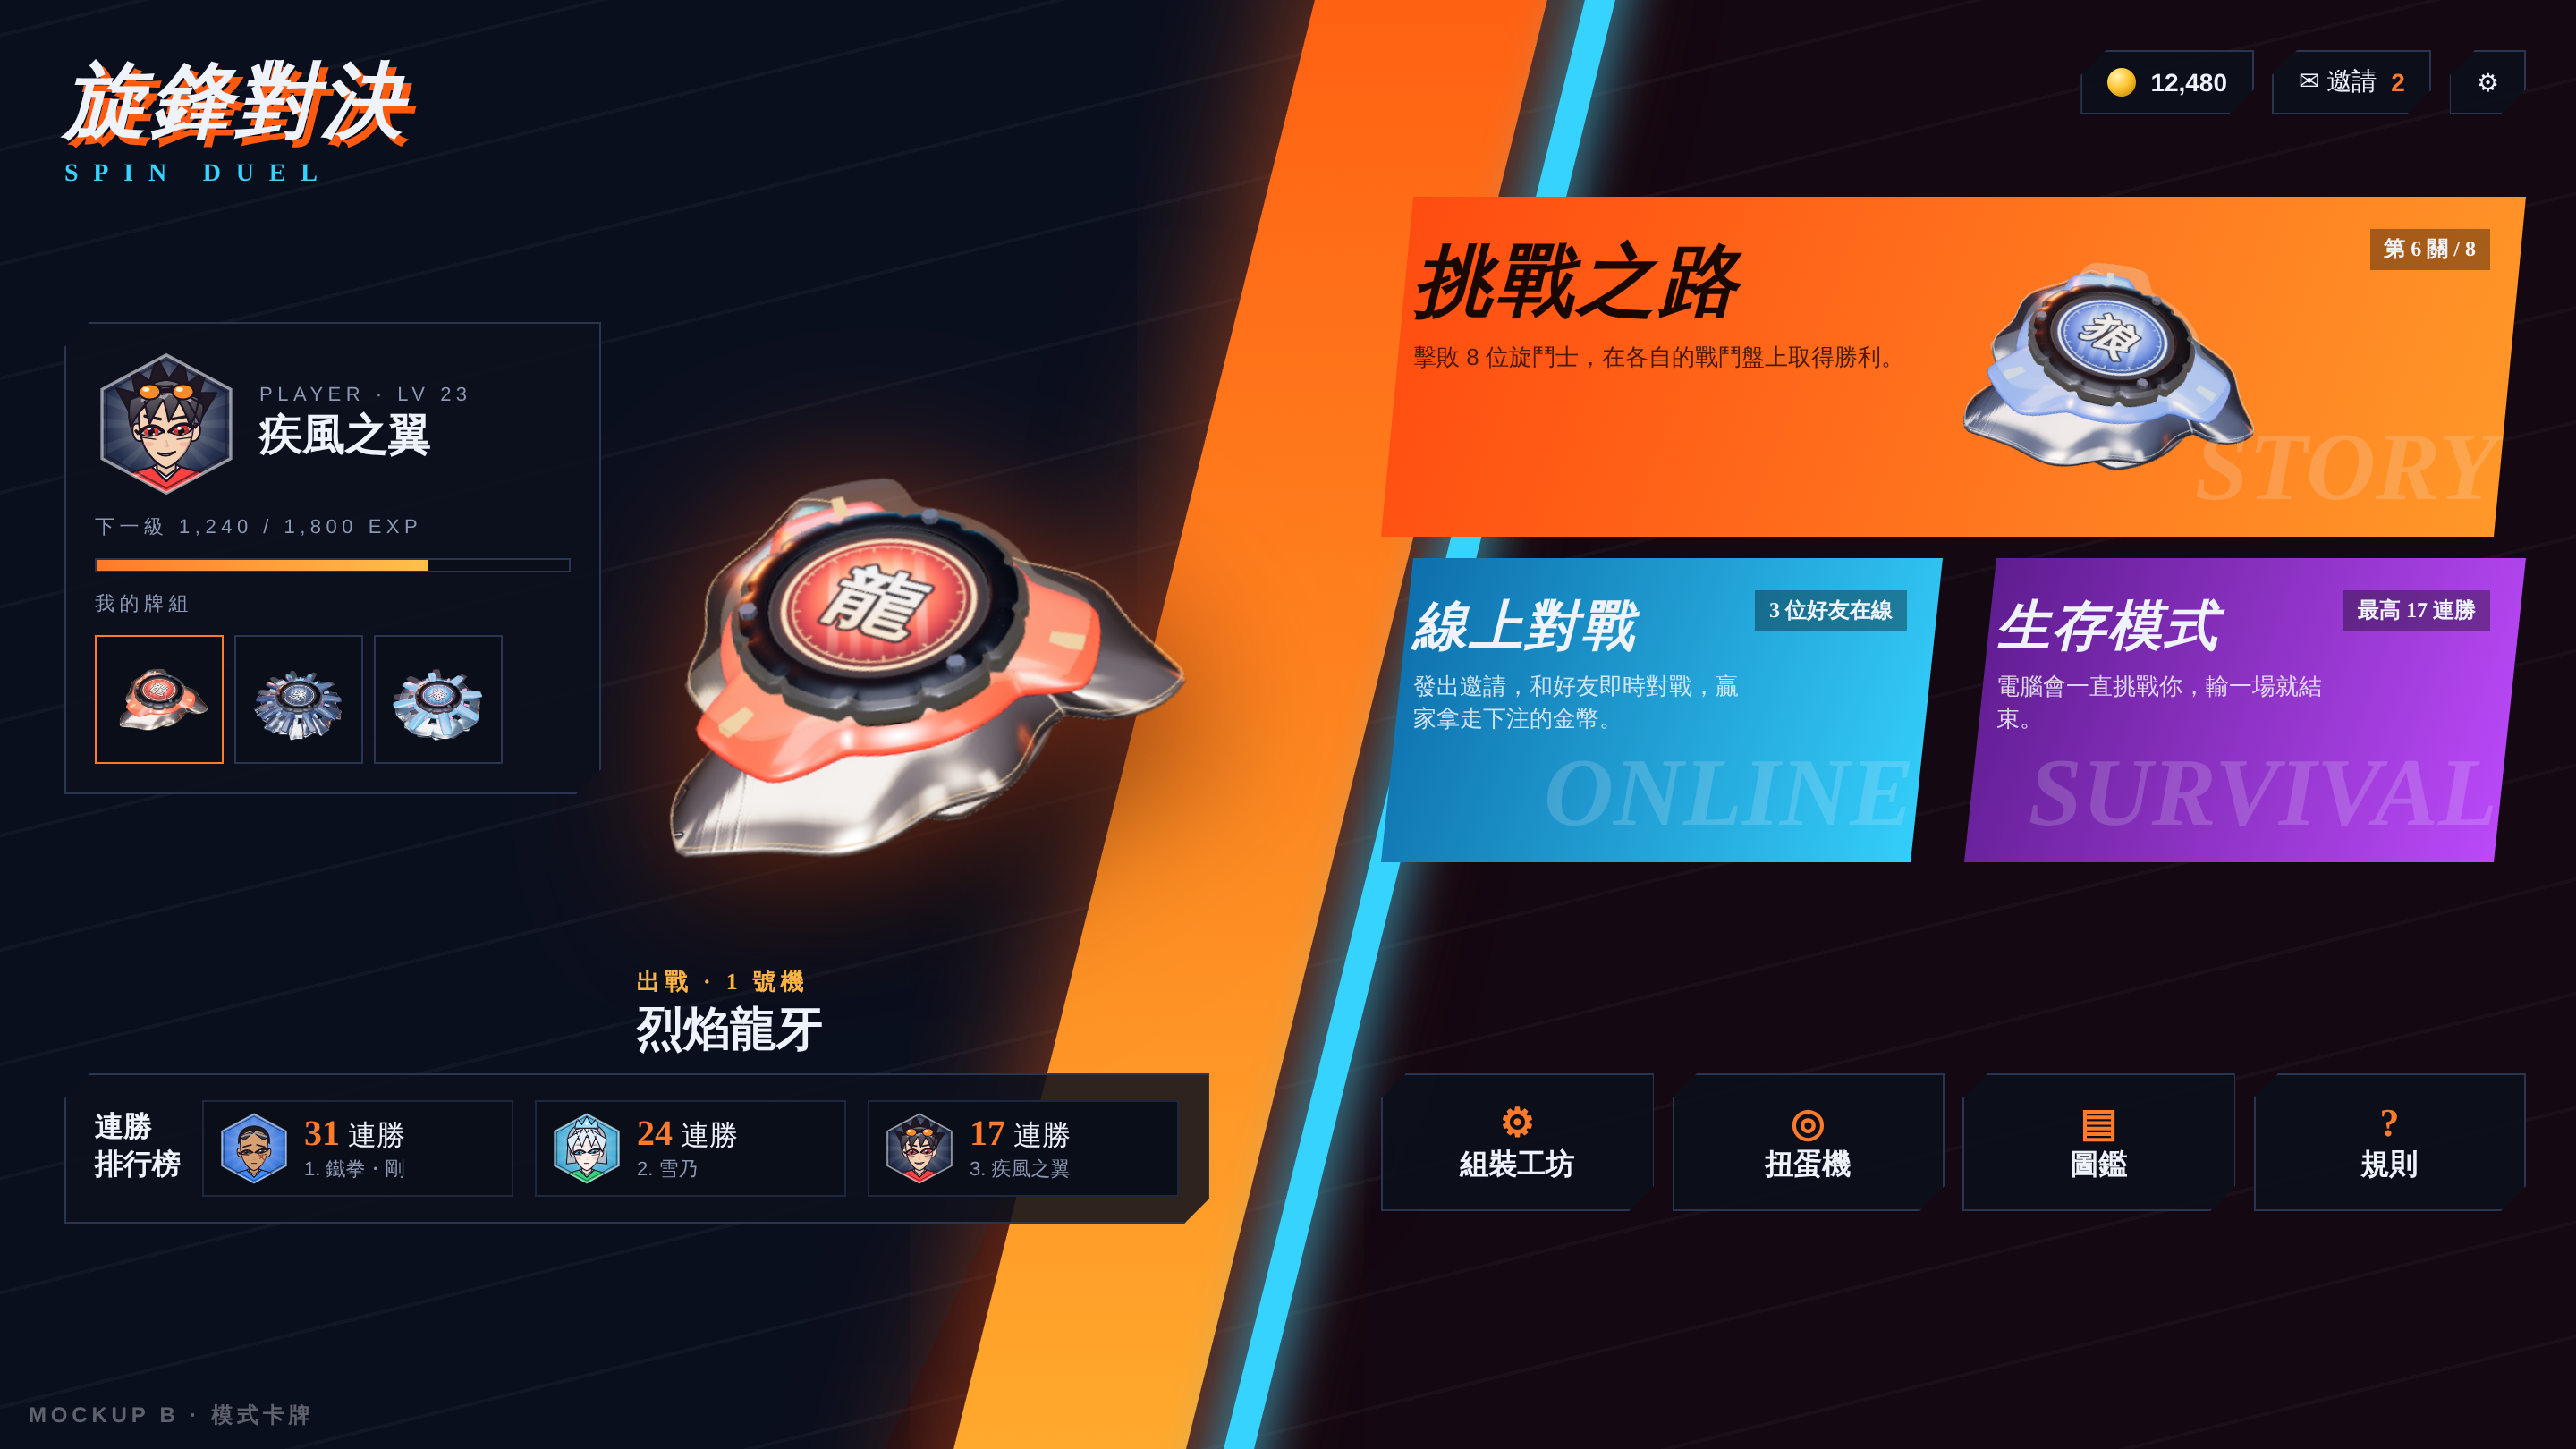 旋鋒對決
SPIN DUEL
12,480
✉ 邀請 2
⚙
PLAYER · LV 23
疾風之翼
下一級 1,240 / 1,800 EXP
我的牌組
龍
龍
出戰 · 1 號機
烈焰龍牙
挑戰之路
第 6 關 / 8
擊敗 8 位旋鬥士，在各自的戰鬥盤上取得勝利。
狼
STORY
線上對戰
3 位好友在線
發出邀請，和好友即時對戰，贏
家拿走下注的金幣。
ONLINE
生存模式
最高 17 連勝
電腦會一直挑戰你，輸一場就結
束。
SURVIVAL
連勝
排行榜
31 連勝
1. 鐵拳・剛
24 連勝
2. 雪乃
17 連勝
3. 疾風之翼
組裝工坊
扭蛋機
圖鑑
?
規則
MOCKUP B · 模式卡牌